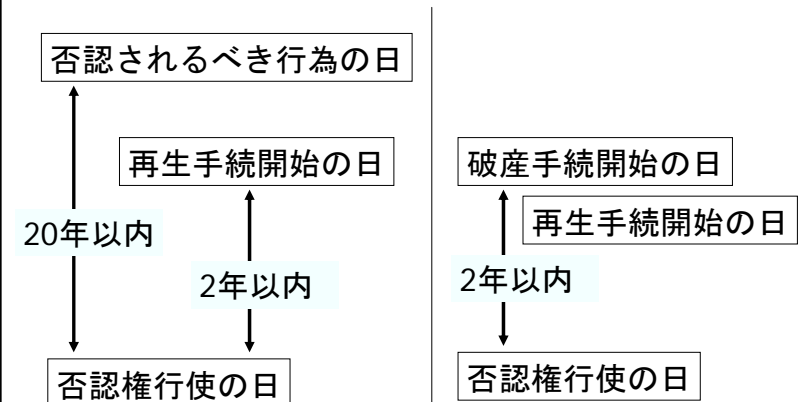 否認されるべき行為の日
再生手続開始の日
20年以内
2年以内
否認権行使の日
破産手続開始の日
再生手続開始の日
2年以内
否認権行使の日